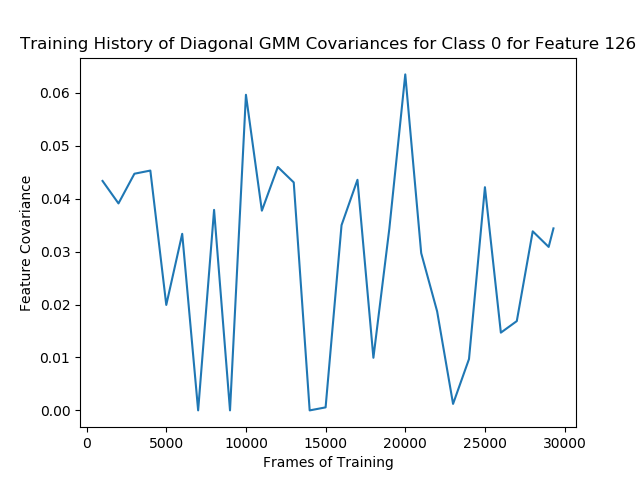 Training History of Diagonal GMM Covariances for Class 0 for Feature 126
0.06
0.05
0.04
0.03
0.02
0.01
0.00
Feature Covariance
0 5000 10000 15000 20000 25000 30000
Frames of Training